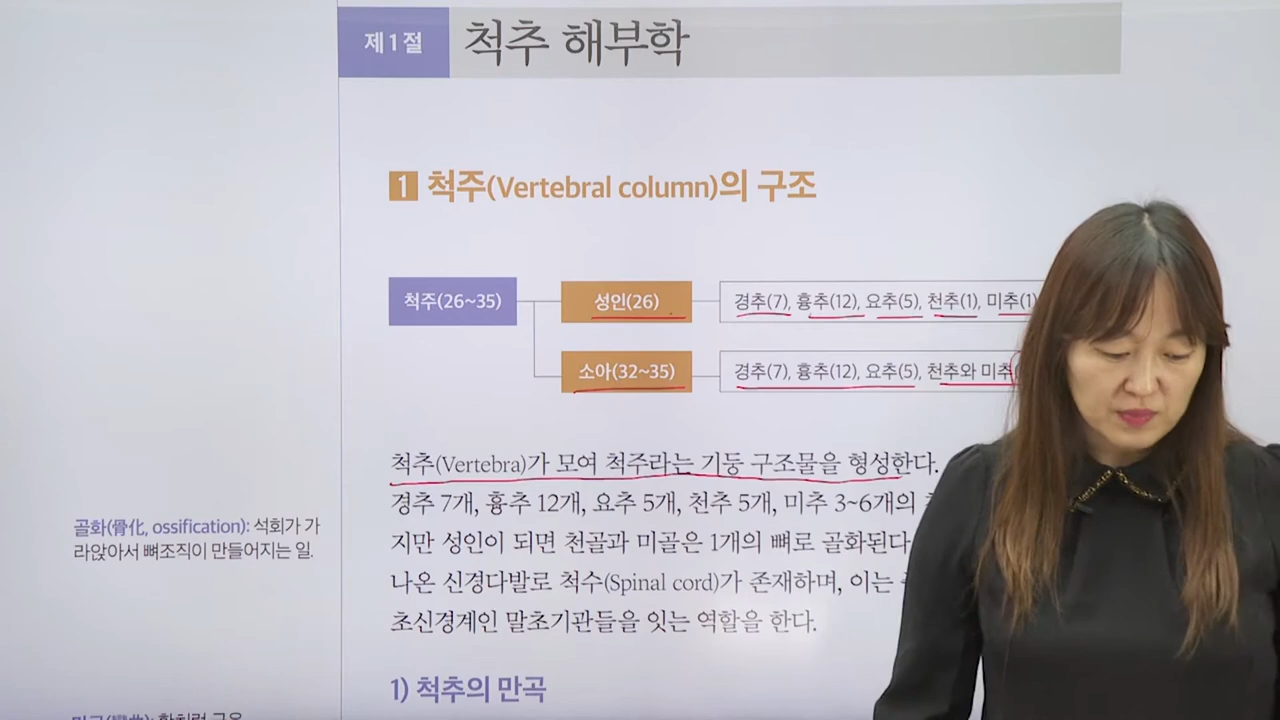 제1절 척추 해부학
1 척주(Vertebral column)의 구조
척주(26~35)
성인(26)
경추(7), 흉추(12), 요추(5), 천추(1), 미추(1)
소아(32~35)
경추(7), 흉추(12), 요추(5), 천추와 미추
척추(Vertebra)가 모여 척주라는 기둥 구조물을 형성한다.
경추 7개, 흉추 12개, 요추 5개, 천추 5개, 미추 3~6개의
지만 성인이 되면 천골과 미골은 1개의 뼈로 골화된다
나온 신경다발로 척수(Spinal cord)가 존재하며, 이는
초신경계인 말초기관들을 잇는 역할을 한다.
골화(骨化, ossification): 석회가 가
라앉아서 뼈조직이 만들어지는 일.
1) 척추의 만곡